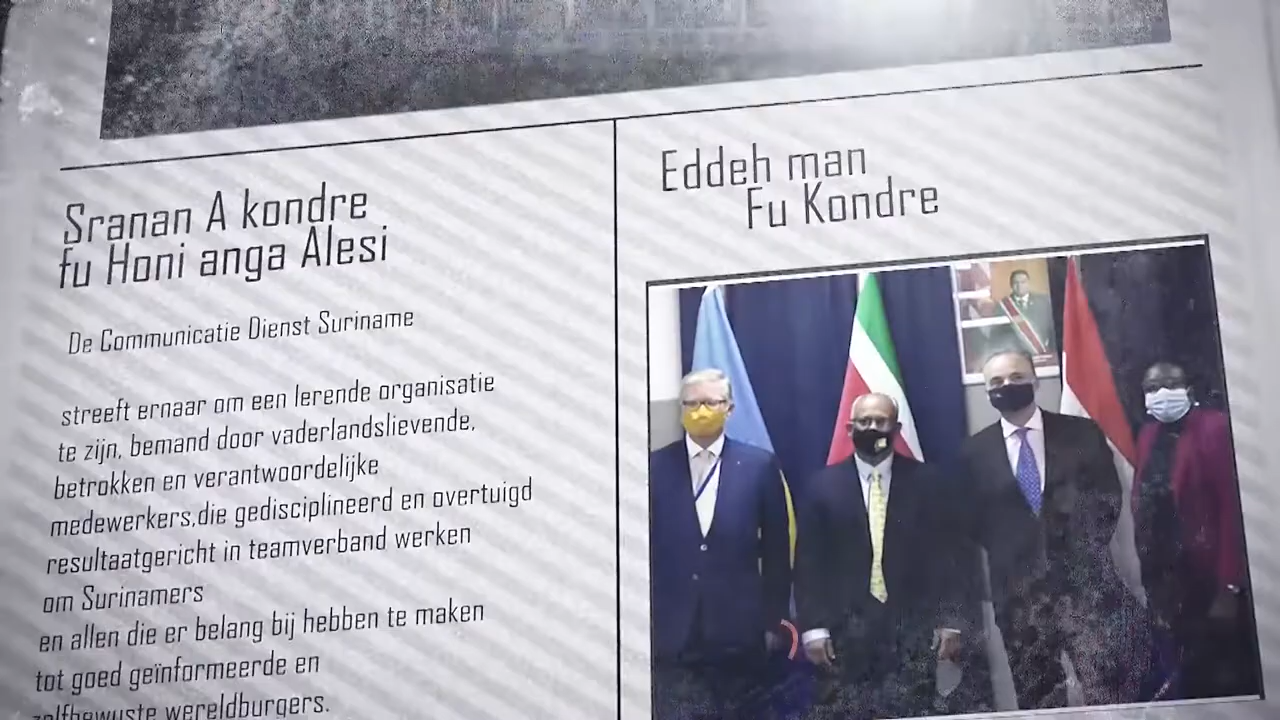 Sranan A kondre
fu Honi anga Alesi
De Communicatie Dienst Suriname
streeft ernaar om een lerende organisatie
te zijn, bemand door vaderlandslievende,
betrokken en verantwoordelijke
medewerkers,die gedisciplineerd en overtuigd
resultaatgericht in teamverband werken
om Surinamers
en allen die er belang bij hebben te maken
tot goed geïnformeerde en
zelfbewuste wereldburgers.
Eddeh man
Fu Kondre